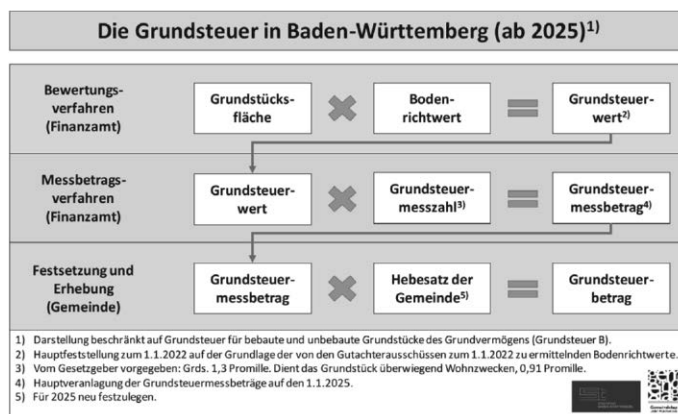 Die Grundsteuer in Baden-Württemberg (ab 2025)1)
Bewertungs-
verfahren
(Finanzamt)
Grundstücks-
fläche
Boden-
richtwert
Grundsteuer-
wert2)
Messbetrags-
verfahren
(Finanzamt)
Grundsteuer-
wert
Grundsteuer-
messzahl3)
Grundsteuer-
messbetrag4)
Festsetzung und
Erhebung
(Gemeinde)
Grundsteuer-
messbetrag
Hebesatz der
Gemeinde5)
Grundsteuer-
betrag
1) Darstellung beschränkt auf Grundsteuer für bebaute und unbebaute Grundstücke des Grundvermögens (Grundsteuer B).
2) Hauptfeststellung zum 1.1.2022 auf der Grundlage der von den Gutachterausschüssen zum 1.1.2022 zu ermittelnden Bodenrichtwerte.
3) Vom Gesetzgeber vorgegeben: Grds. 1,3 Promille. Dient das Grundstück überwiegend Wohnzwecken, 0,91 Promille.
4) Hauptveranlagung der Grundsteuermessbeträge auf den 1.1.2025.
5) Für 2025 neu festzulegen.